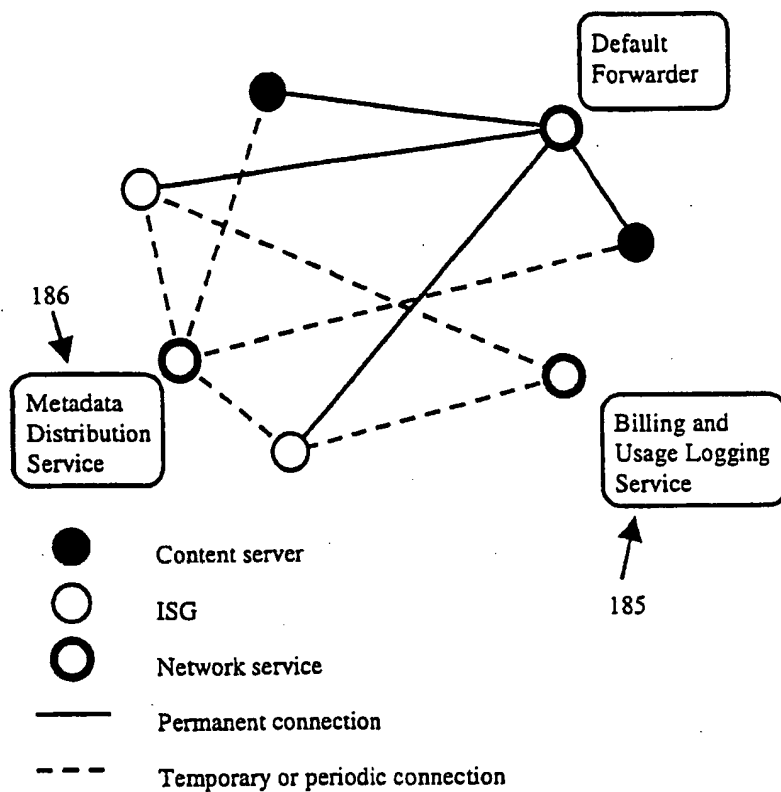 Default
Forwarder
186
Metadata
Distribution
Service
Billing and
Usage Logging
Service
185
Content server
ISG
Network service
Permanent connection
Temporary or periodic connection